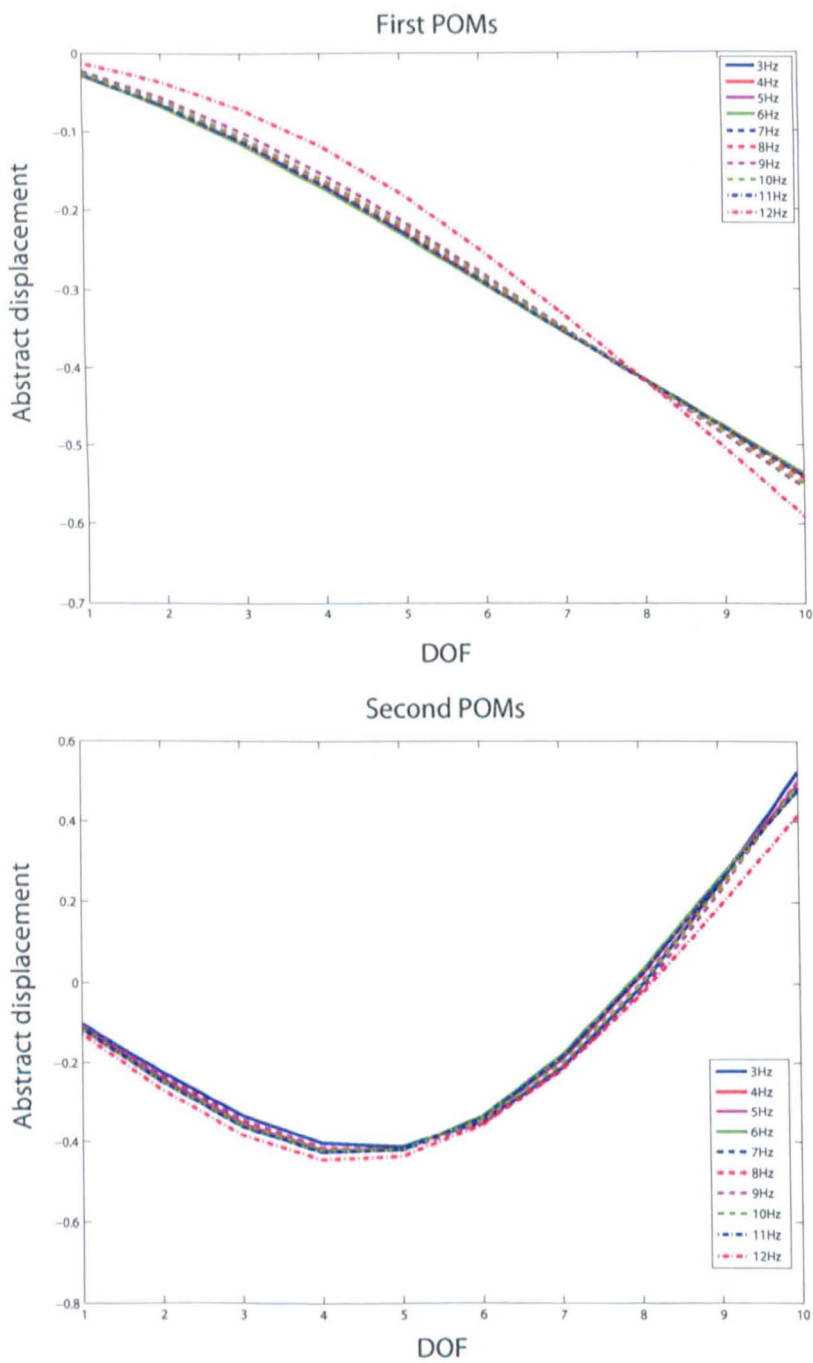 First POMs
0
−0.1
−0.2
−0.3
−0.4
−0.5
−0.6
−0.7
Abstract displacement
3Hz
4Hz
5Hz
6Hz
7Hz
8Hz
9Hz
10Hz
11Hz
12Hz
1 2 3 4 5 6 7 8 9 10
DOF
Second POMs
0.6
0.4
0.2
0
−0.2
−0.4
−0.6
−0.8
Abstract displacement
3Hz
4Hz
5Hz
6Hz
7Hz
8Hz
9Hz
10Hz
11Hz
12Hz
1 2 3 4 5 6 7 8 9 10
DOF